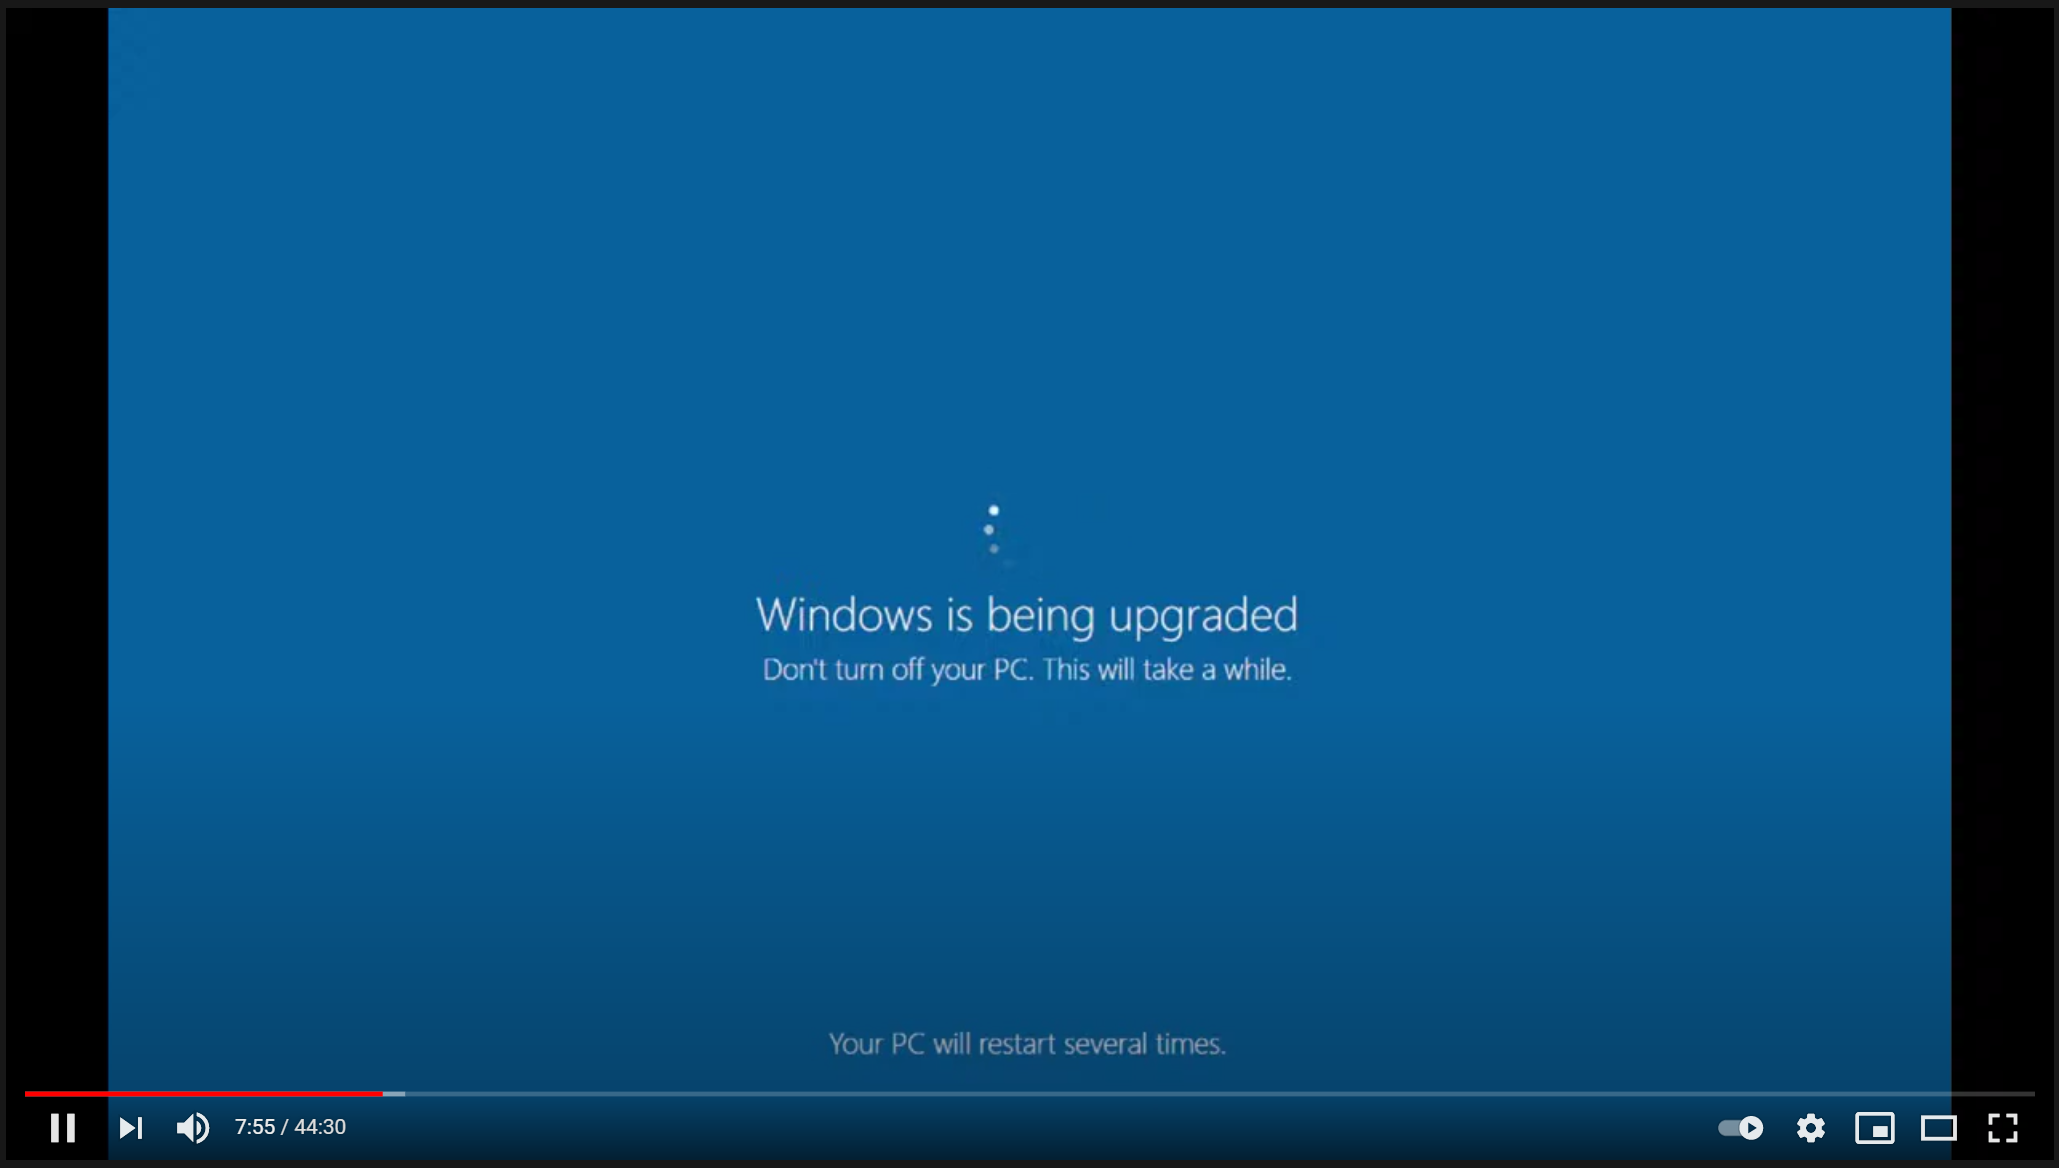 Windows is being upgraded
Don't turn off your PC. This will take a while.
Your PC will restart several times.
7:55 / 44:30